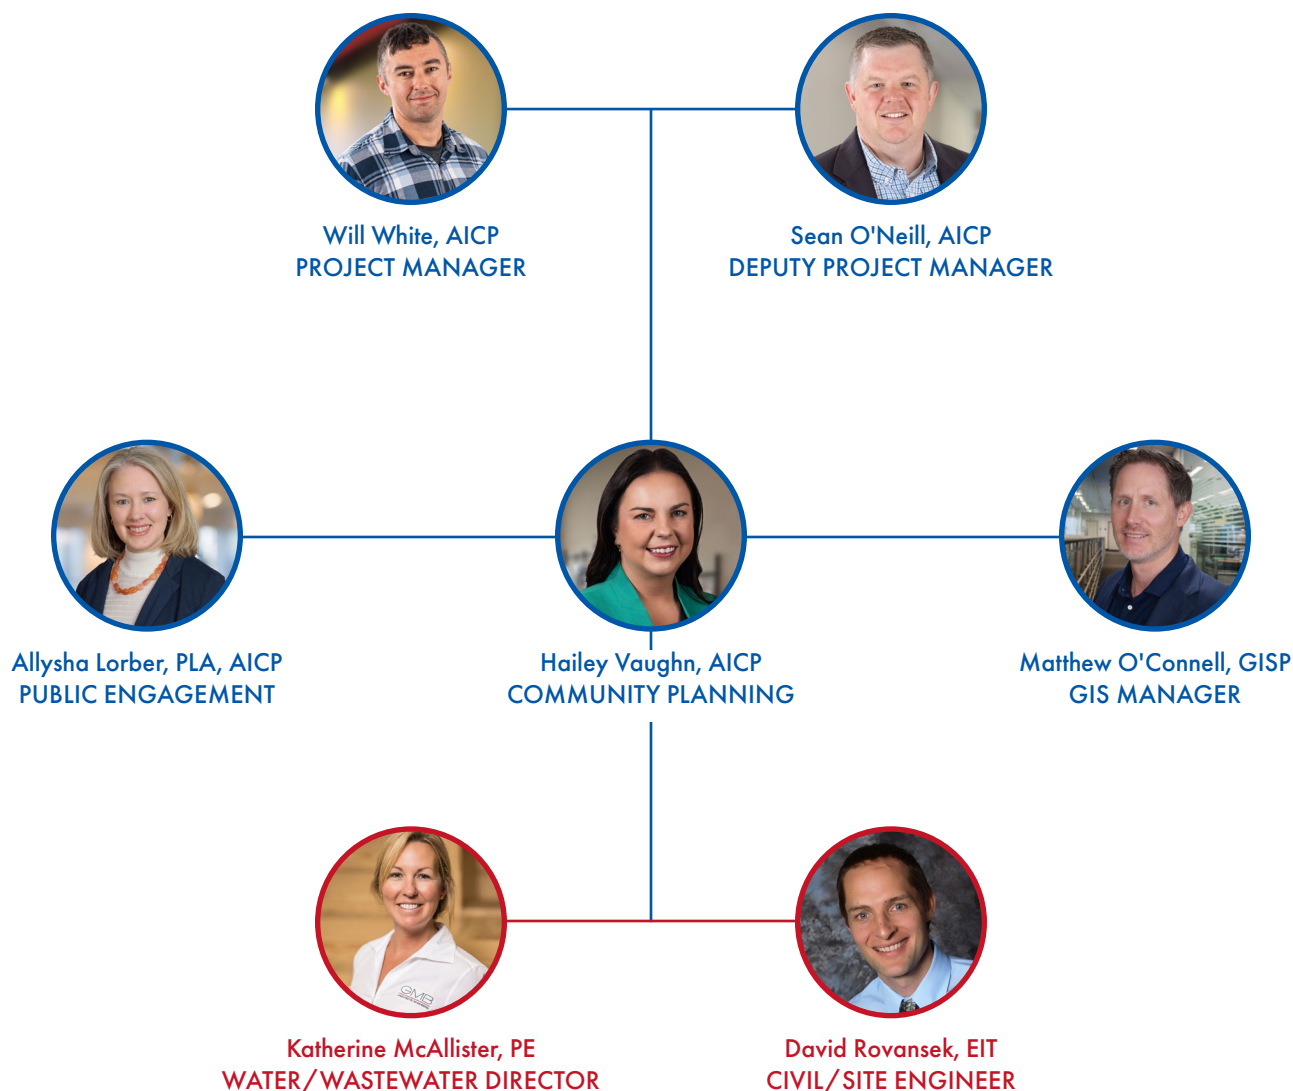 Will White, AICP
PROJECT MANAGER
Sean O'Neill, AICP
DEPUTY PROJECT MANAGER
Allysha Lorber, PLA, AICP
PUBLIC ENGAGEMENT
Hailey Vaughn, AICP
COMMUNITY PLANNING
Matthew O'Connell, GISP
GIS MANAGER
GMB
Katherine McAllister, PE
WATER/WASTEWATER DIRECTOR
David Rovansek, EIT
CIVIL/SITE ENGINEER